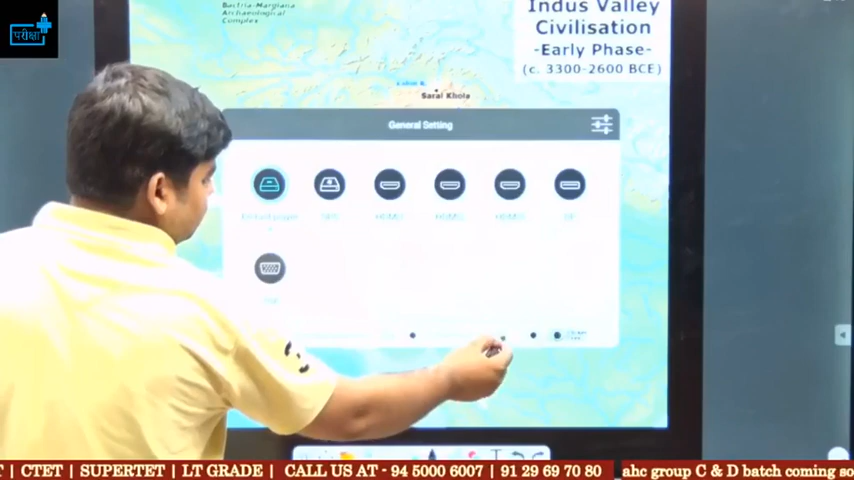 परीक्षा
Bactria-Margiana
Archaeological
Complex
Indus Valley
Civilisation
-Early Phase-
(c. 3300-2600 BCE)
Sarai Khola
General Setting
T | CTET | SUPERTET | LT GRADE | CALL US AT - 94 5000 6007 | 91 29 69 70 80 ahc group C & D batch coming so